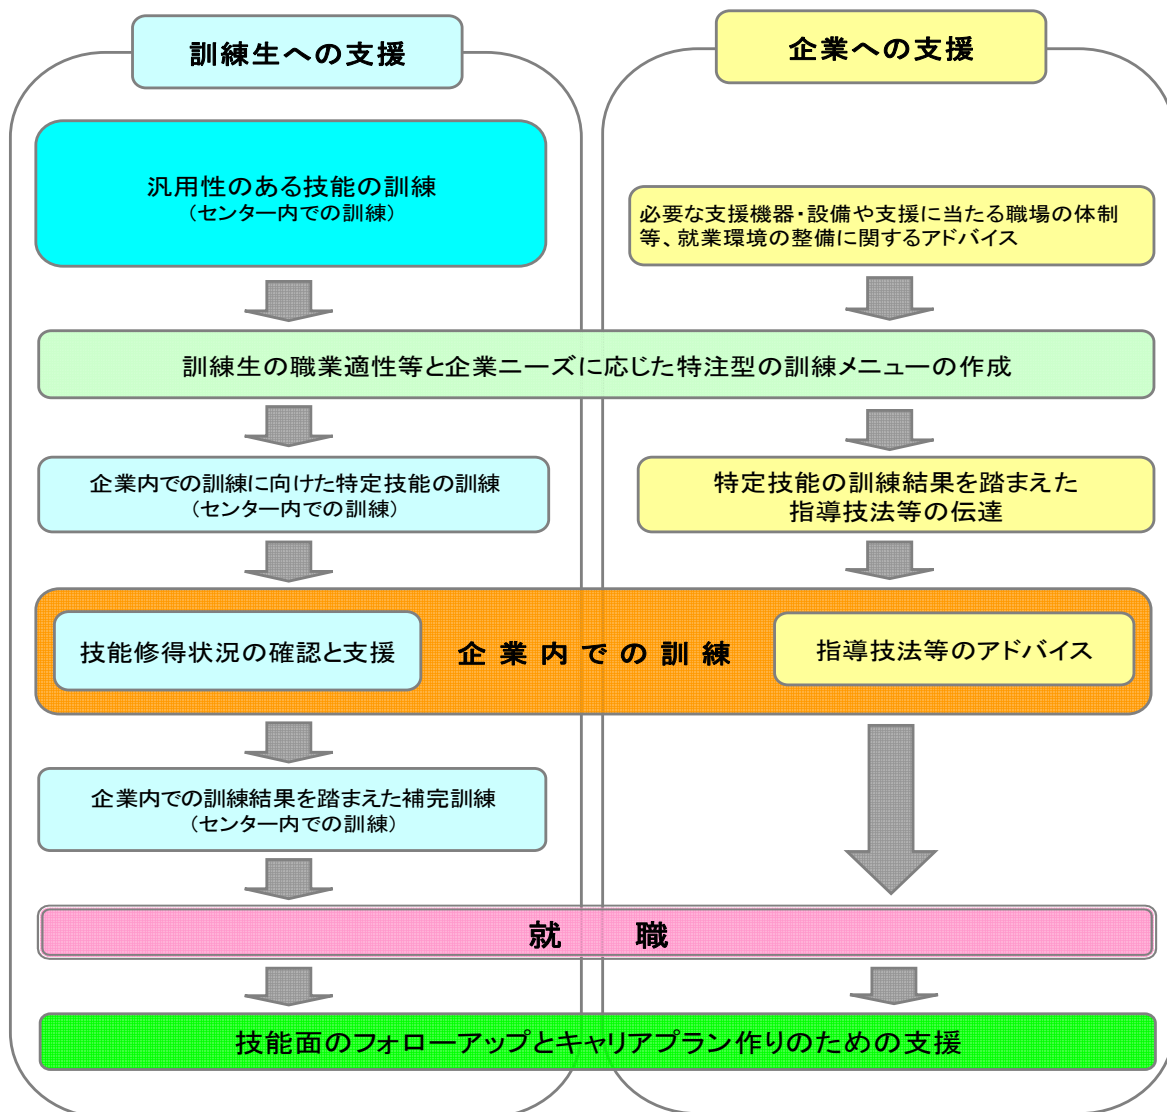 訓練生への支援
企業への支援
汎用性のある技能の訓練
（センター内での訓練）
必要な支援機器・設備や支援に当たる職場の体制
等、就業環境の整備に関するアドバイス
訓練生の職業適性等と企業ニーズに応じた特注型の訓練メニューの作成
企業内での訓練に向けた特定技能の訓練
（センター内での訓練）
特定技能の訓練結果を踏まえた
指導技法等の伝達
技能修得状況の確認と支援
企業内での訓練
指導技法等のアドバイス
企業内での訓練結果を踏まえた補完訓練
（センター内での訓練）
就　職
技能面のフォローアップとキャリアプラン作りのための支援